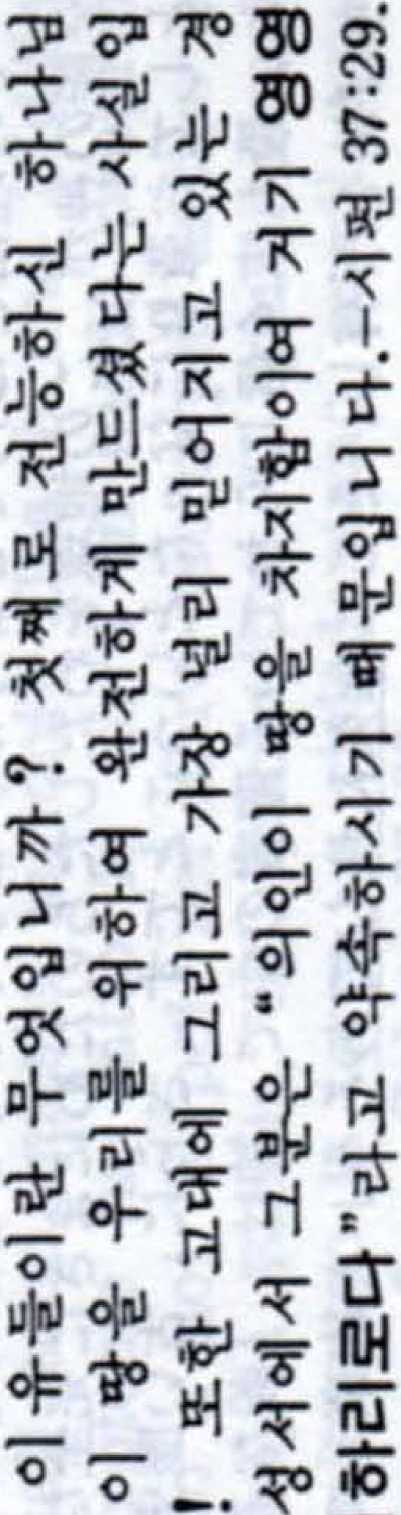 이 유들이란 무엇입니까? 첫째로 전능하신 하나님
이 땅을 우리를 위하여 완전하게 만드셨다는 사실입
! 또한 고대에 그리고 가장 널리 믿어지고 있는 경
성서에서 그분은 “의인이 땅을 차지함이여 거기 영영
하리로다”라고 약속하시기 때문입니다.—시편 37:29.